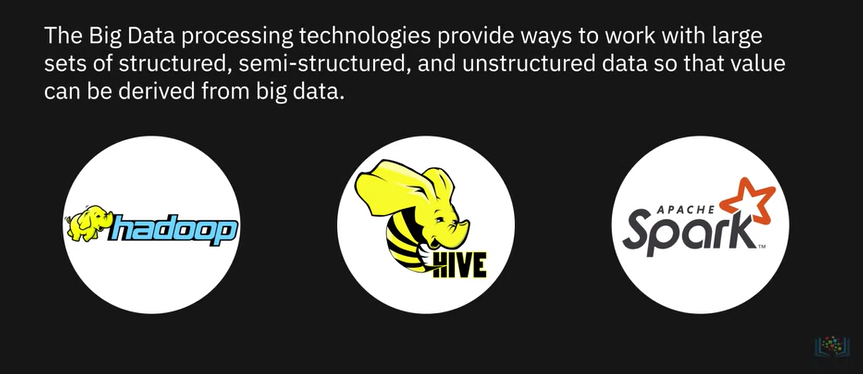 The Big Data processing technologies provide ways to work with large
sets of structured, semi-structured, and unstructured data so that value
can be derived from big data.
hadoop
HIVE
APACHE
Spark™